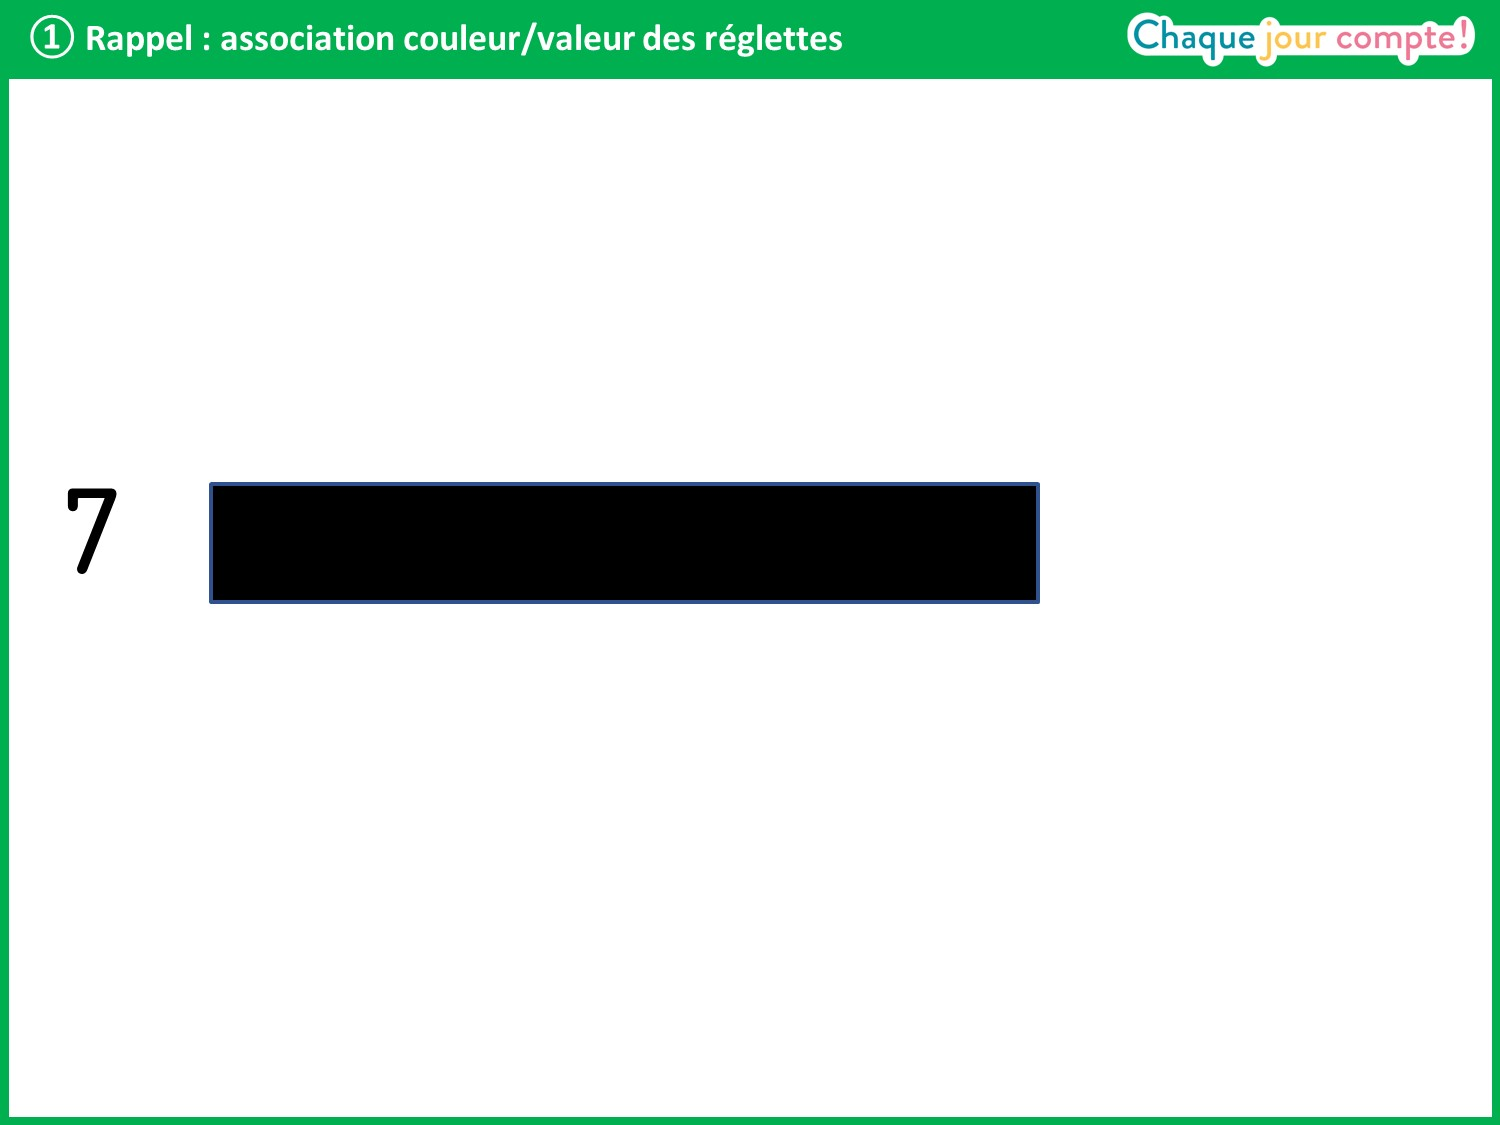 ① Rappel : association couleur/valeur des réglettes
Chaque jour compte!
7